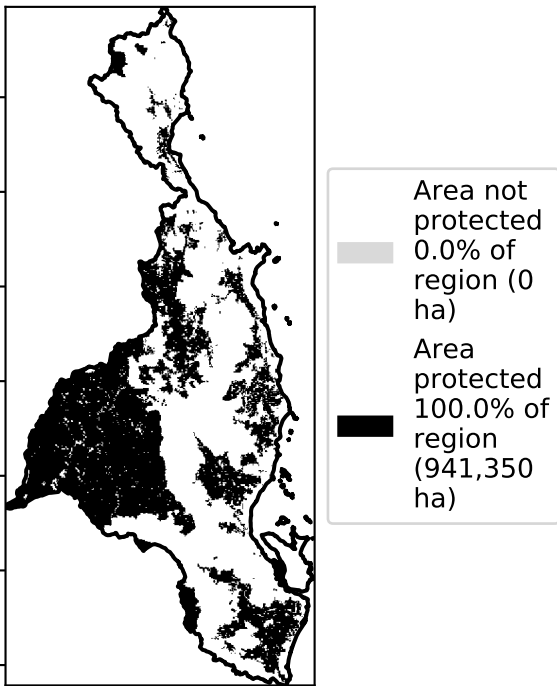 Area not
protected
0.0% of
region (0
ha)
Area
protected
100.0% of
region
(941,350
ha)